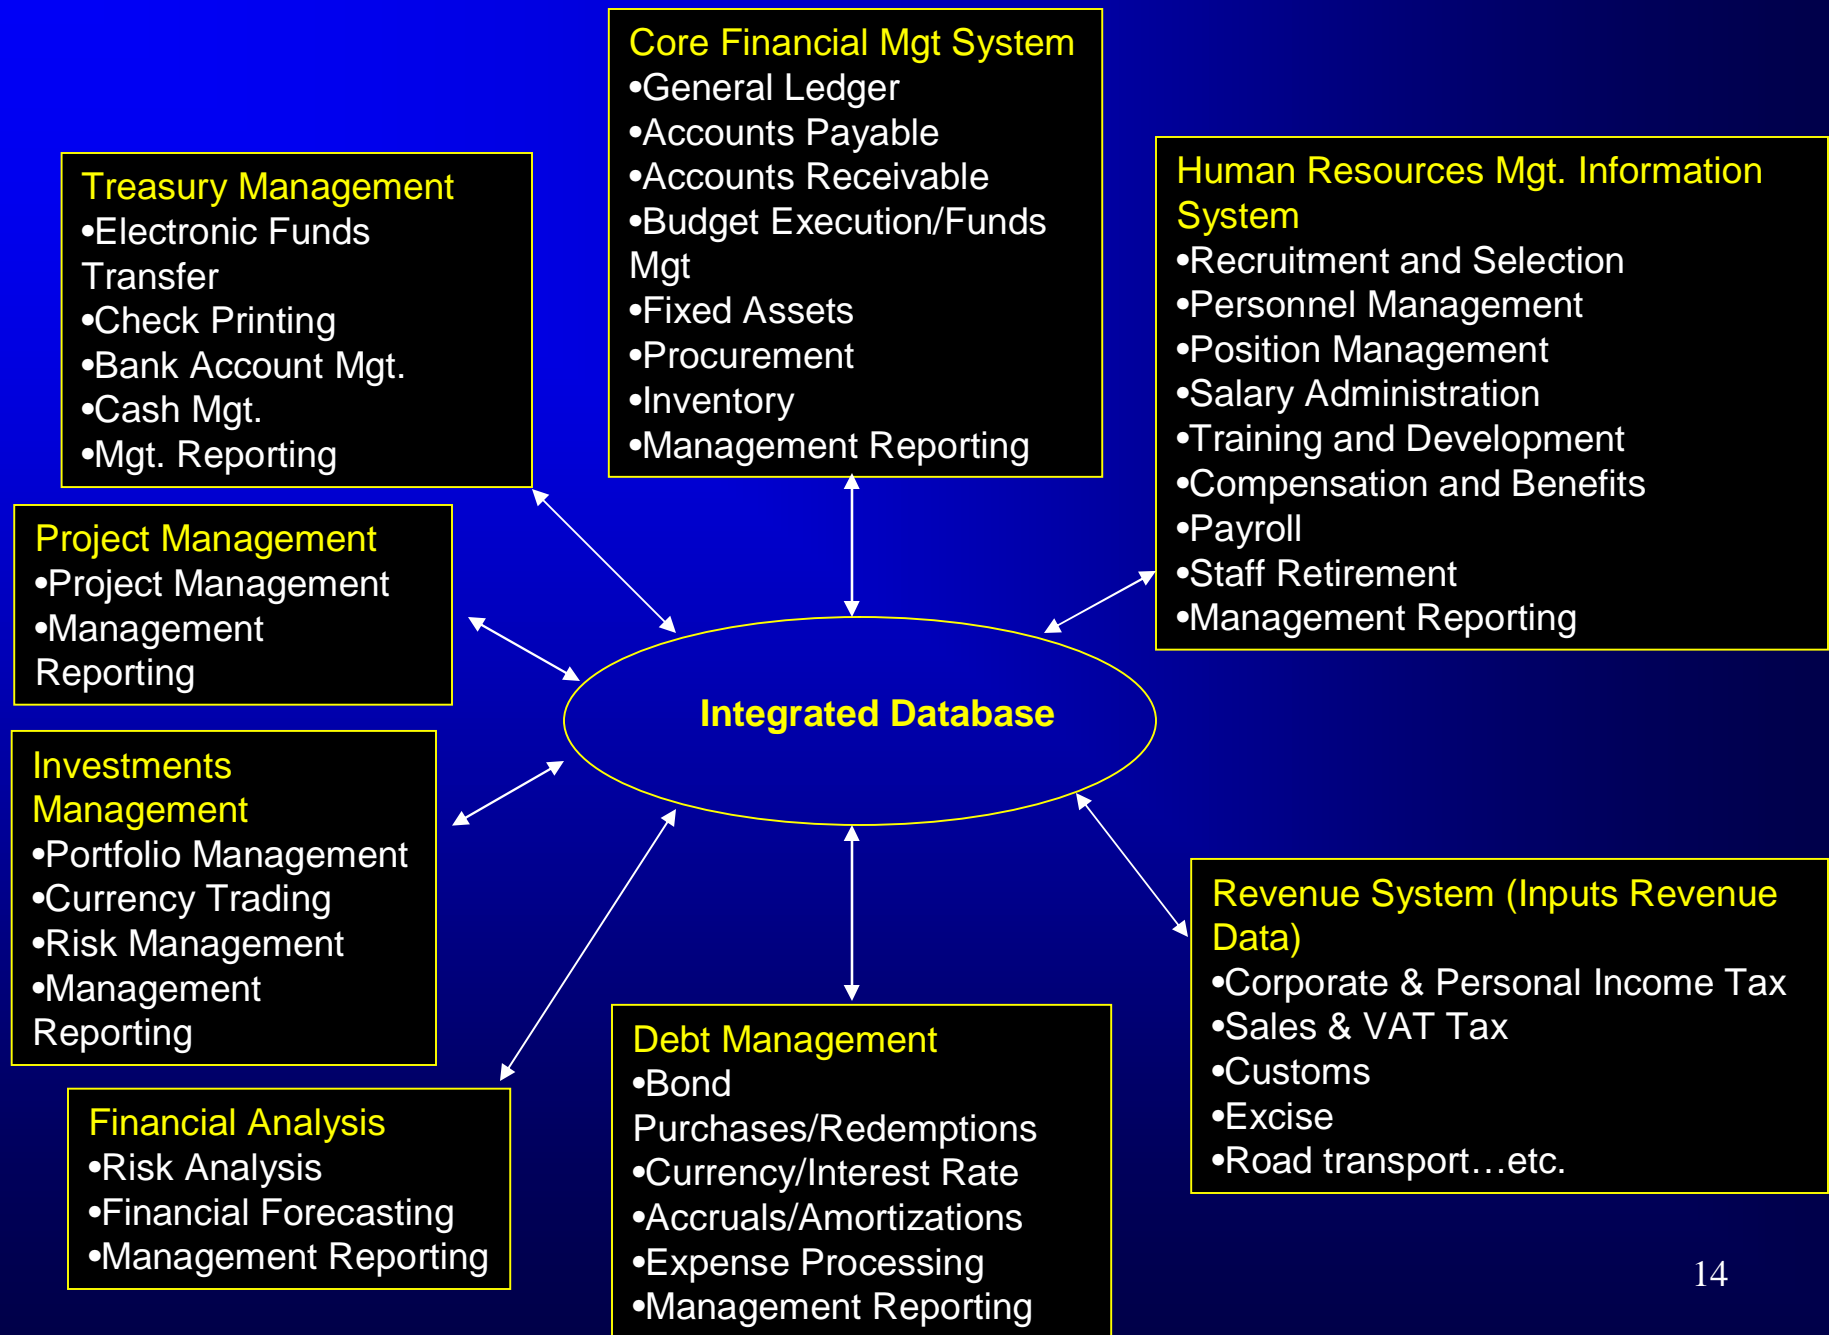 Core Financial Mgt System
•General Ledger
•Accounts Payable
•Accounts Receivable
•Budget Execution/Funds
Mgt
•Fixed Assets
•Procurement
•Inventory
•Management Reporting
Treasury Management
•Electronic Funds
Transfer
•Check Printing
•Bank Account Mgt.
•Cash Mgt.
•Mgt. Reporting
Human Resources Mgt. Information
System
•Recruitment and Selection
•Personnel Management
•Position Management
•Salary Administration
•Training and Development
•Compensation and Benefits
•Payroll
•Staff Retirement
•Management Reporting
Project Management
•Project Management
•Management
Reporting
Integrated Database
Investments
Management
•Portfolio Management
•Currency Trading
•Risk Management
•Management
Reporting
Revenue System (Inputs Revenue
Data)
•Corporate & Personal Income Tax
•Sales & VAT Tax
•Customs
•Excise
•Road transport…etc.
Debt Management
•Bond
Purchases/Redemptions
•Currency/Interest Rate
•Accruals/Amortizations
•Expense Processing
•Management Reporting
Financial Analysis
•Risk Analysis
•Financial Forecasting
•Management Reporting
14